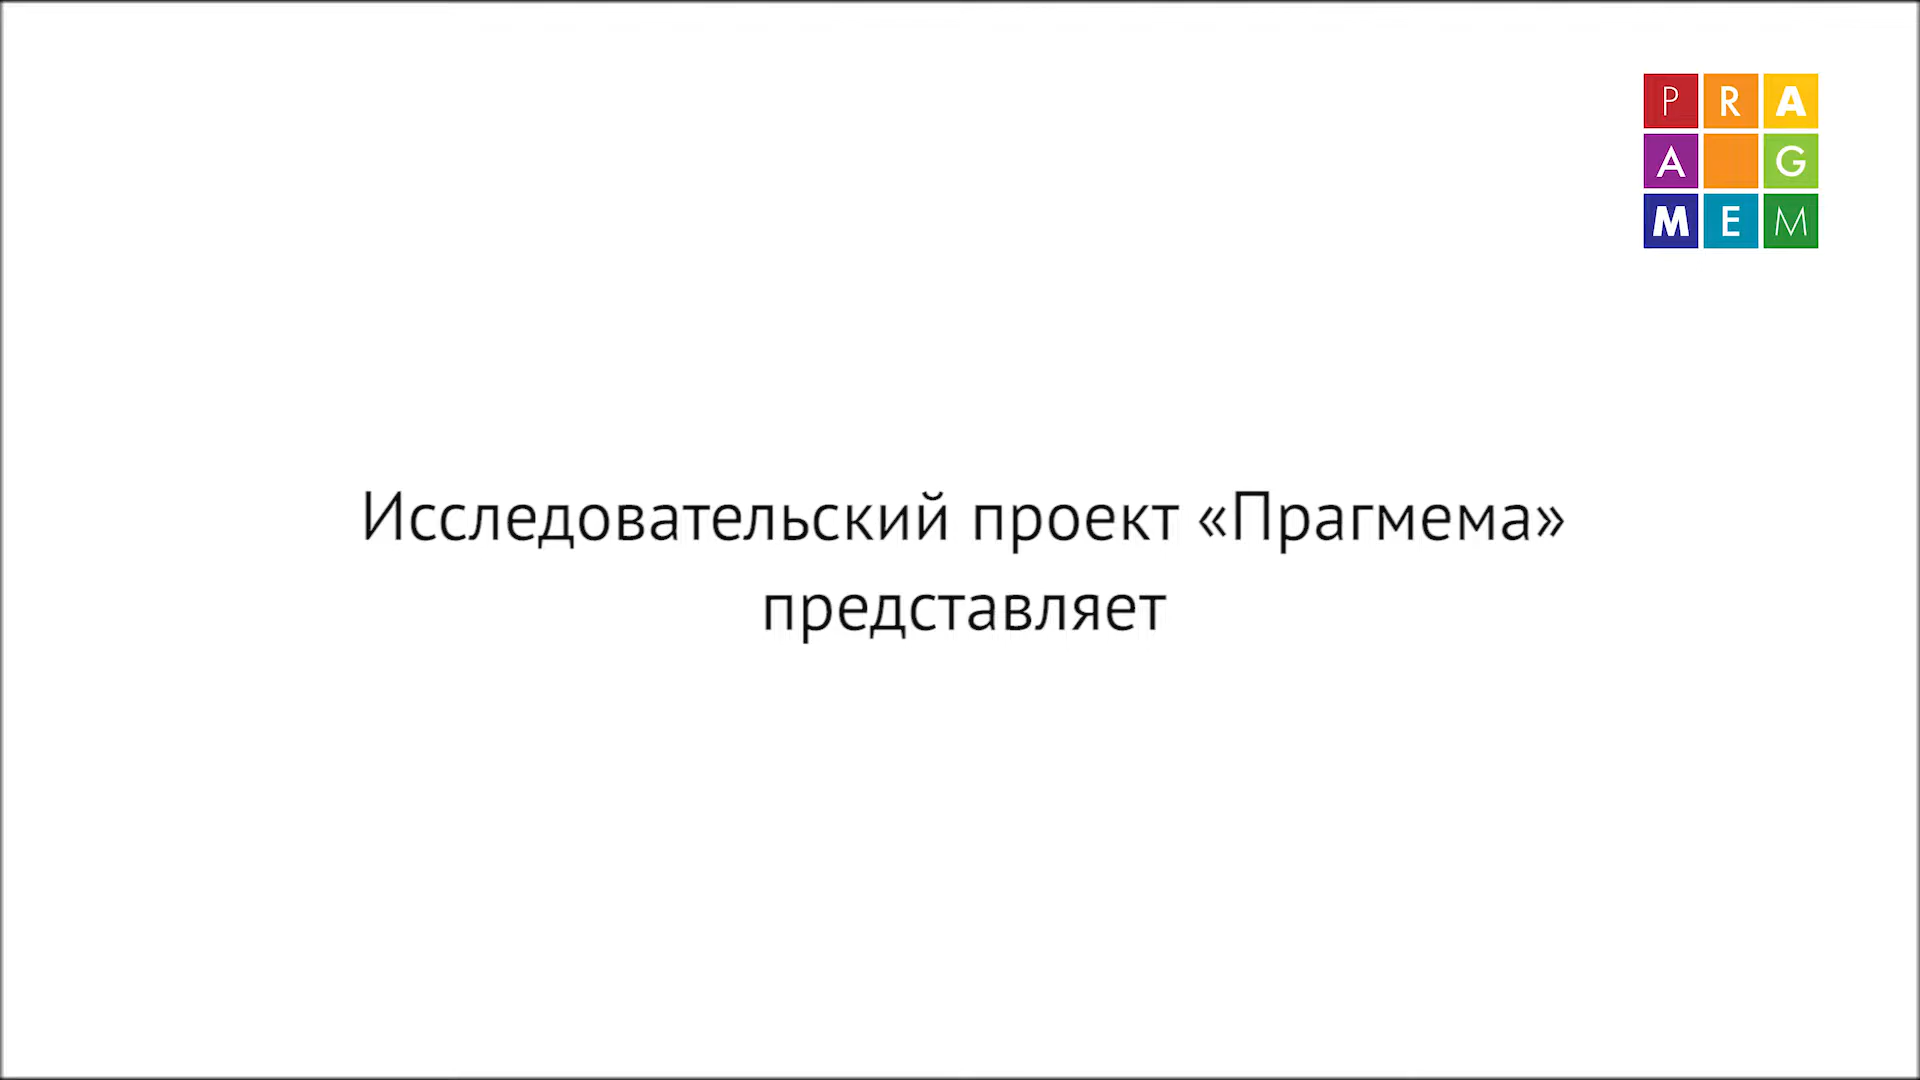 P R A
A G
M E M
Исследовательский проект «Прагмема»
представляет